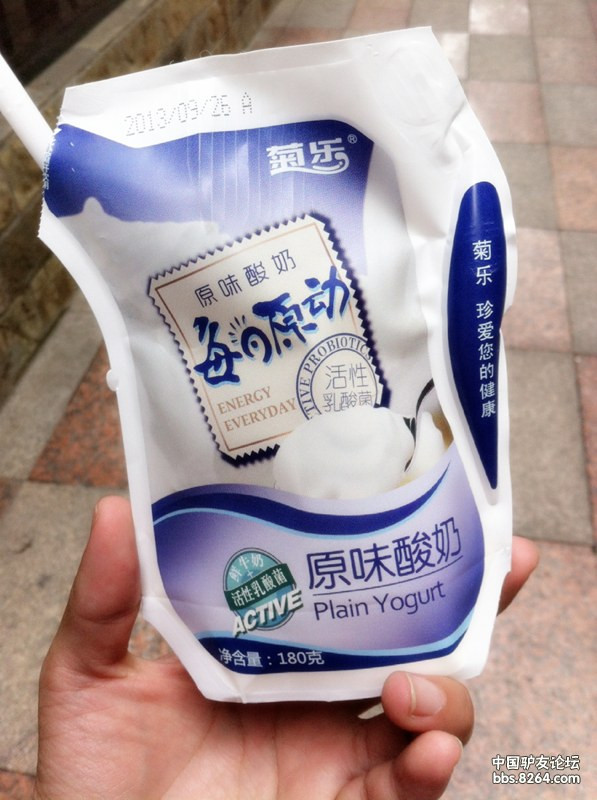 2013/09/26 A
菊乐®
原味酸奶
每日原动
ENERGY
EVERYDAY
ACTIVE PROBIOTIC
活性
乳酸菌
菊乐 珍爱您的健康
鲜牛奶
+
活性乳酸菌
ACTIVE
原味酸奶
Plain Yogurt
净含量：180克
中国驴友论坛
bbs.8264.com